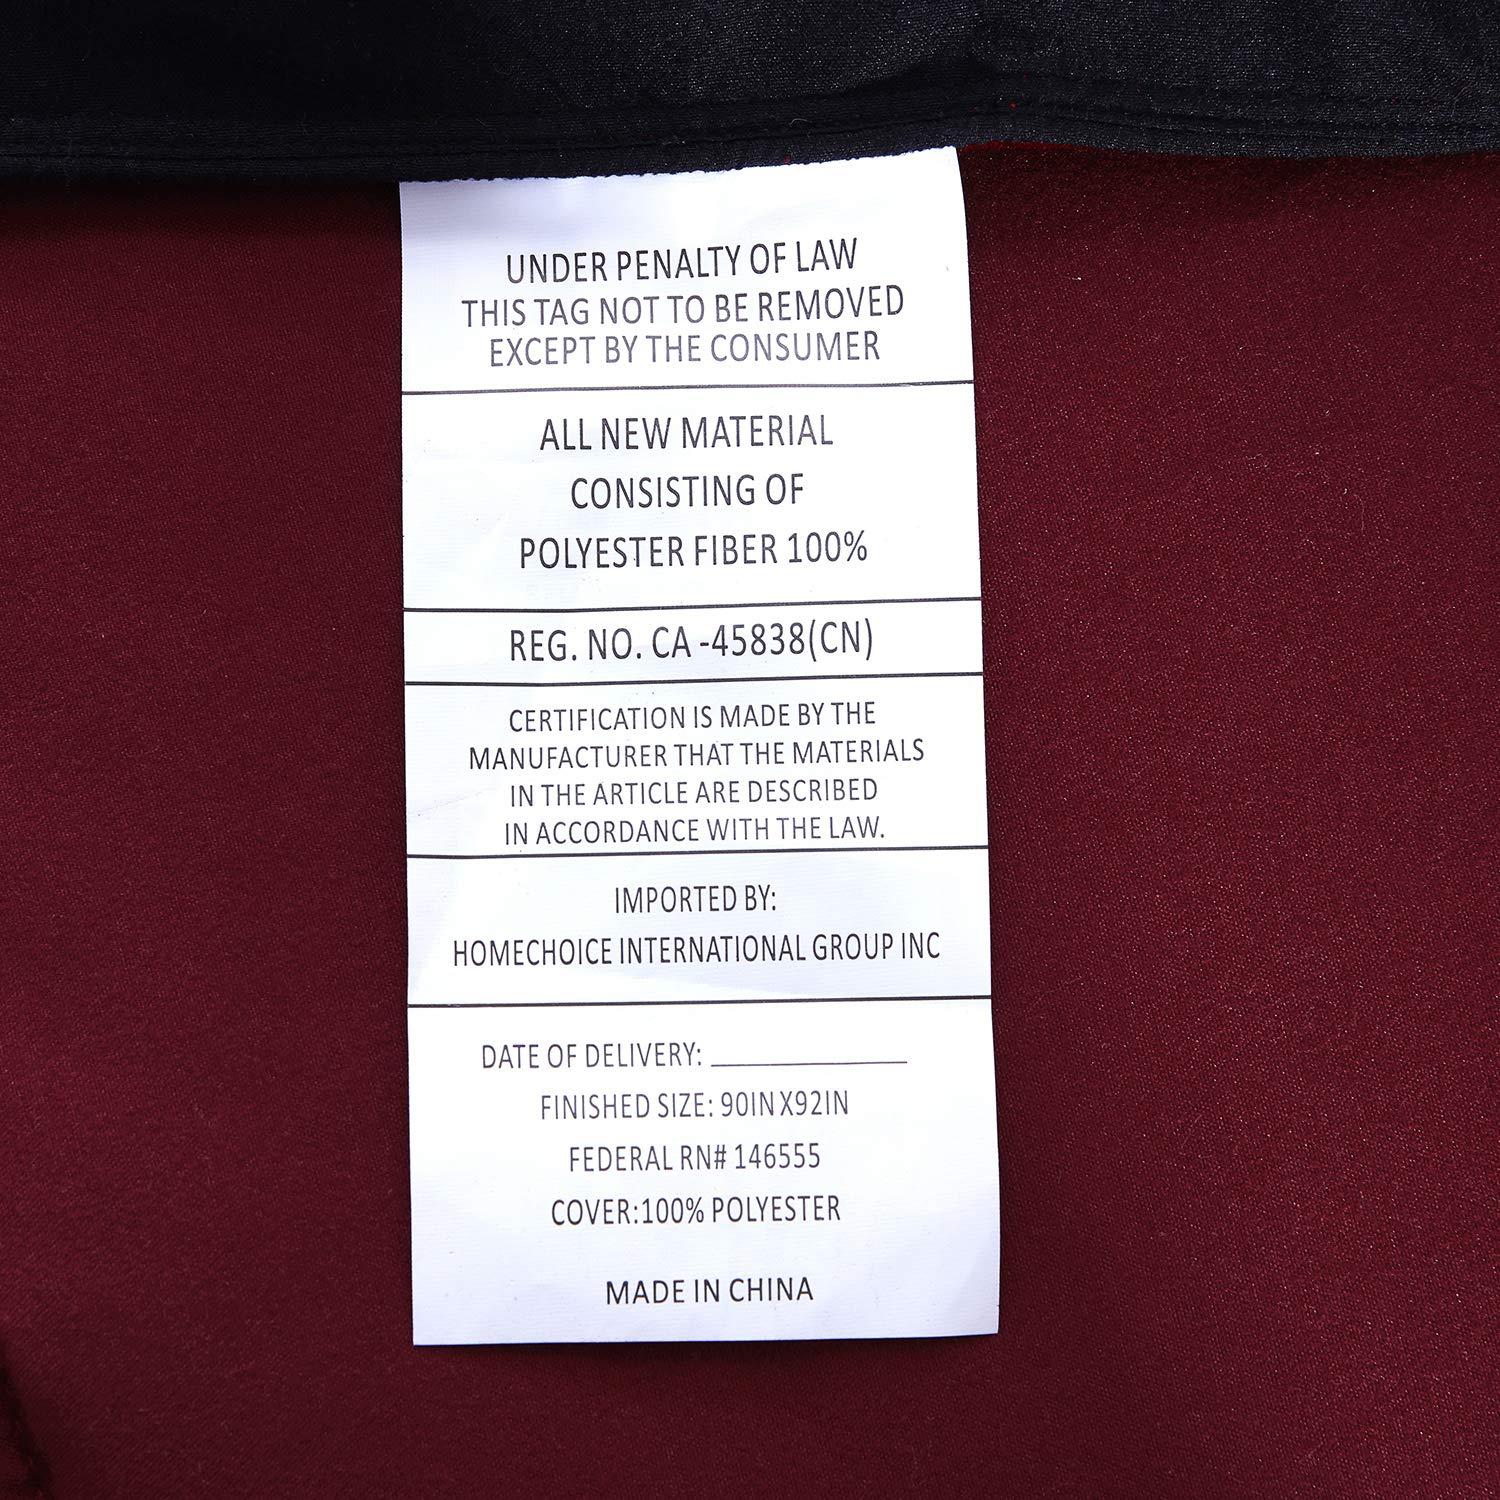 UNDER PENALTY OF LAW
THIS TAG NOT TO BE REMOVED
EXCEPT BY THE CONSUMER
ALL NEW MATERIAL
CONSISTING OF
POLYESTER FIBER 100%
REG. NO. CA -45838(CN)
CERTIFICATION IS MADE BY THE
MANUFACTURER THAT THE MATERIALS
IN THE ARTICLE ARE DESCRIBED
IN ACCORDANCE WITH THE LAW.
IMPORTED BY:
HOMECHOICE INTERNATIONAL GROUP INC
DATE OF DELIVERY: ____________
FINISHED SIZE: 90IN X92IN
FEDERAL RN# 146555
COVER:100% POLYESTER
MADE IN CHINA